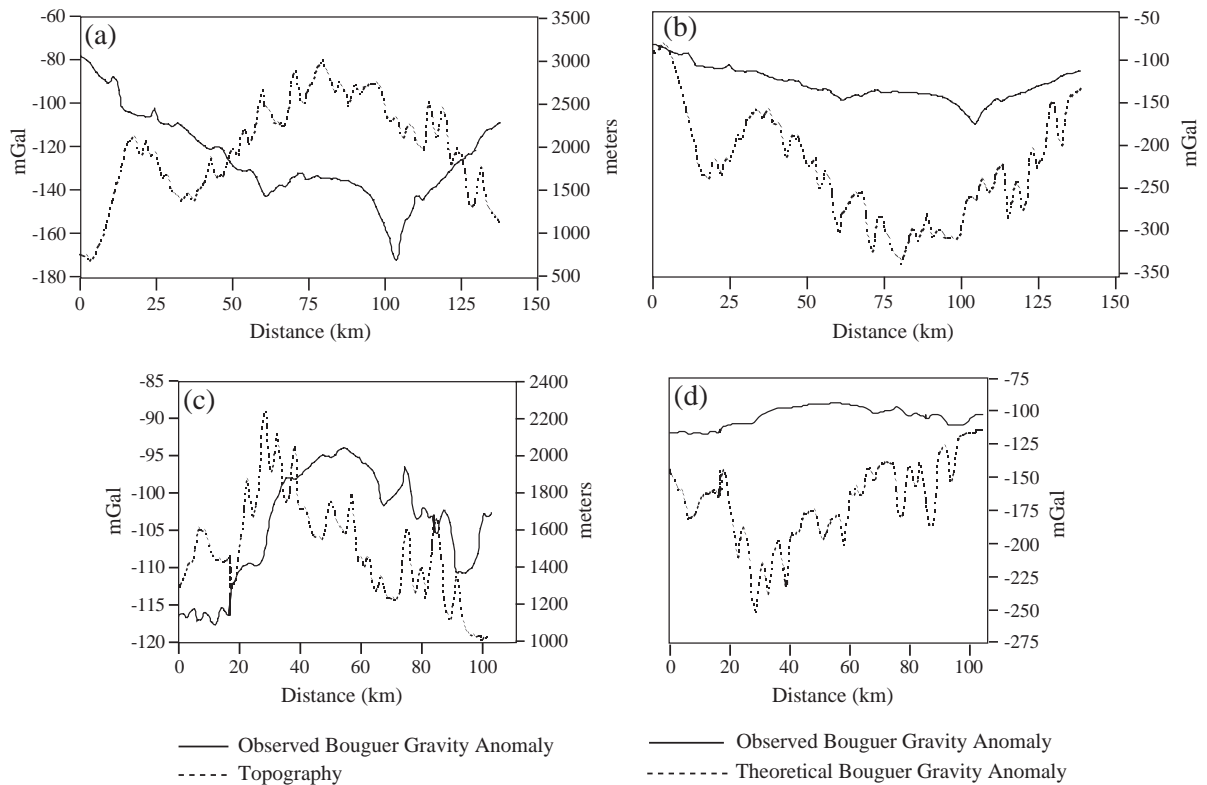 (a)
-60
-80
-100
-120
-140
-160
-180
mGal
3500
3000
2500
2000
1500
1000
500
meters
0 25 50 75 100 125 150
Distance (km)
(b)
-50
-100
-150
-200
-250
-300
-350
mGal
0 25 50 75 100 125 150
Distance (km)
(c)
-85
-90
-95
-100
-105
-110
-115
-120
mGal
2400
2200
2000
1800
1600
1400
1200
1000
meters
0 20 40 60 80 100
Distance (km)
(d)
-75
-100
-125
-150
-175
-200
-225
-250
-275
mGal
0 20 40 60 80 100
Distance (km)
Observed Bouguer Gravity Anomaly
Topography
Observed Bouguer Gravity Anomaly
Theoretical Bouguer Gravity Anomaly